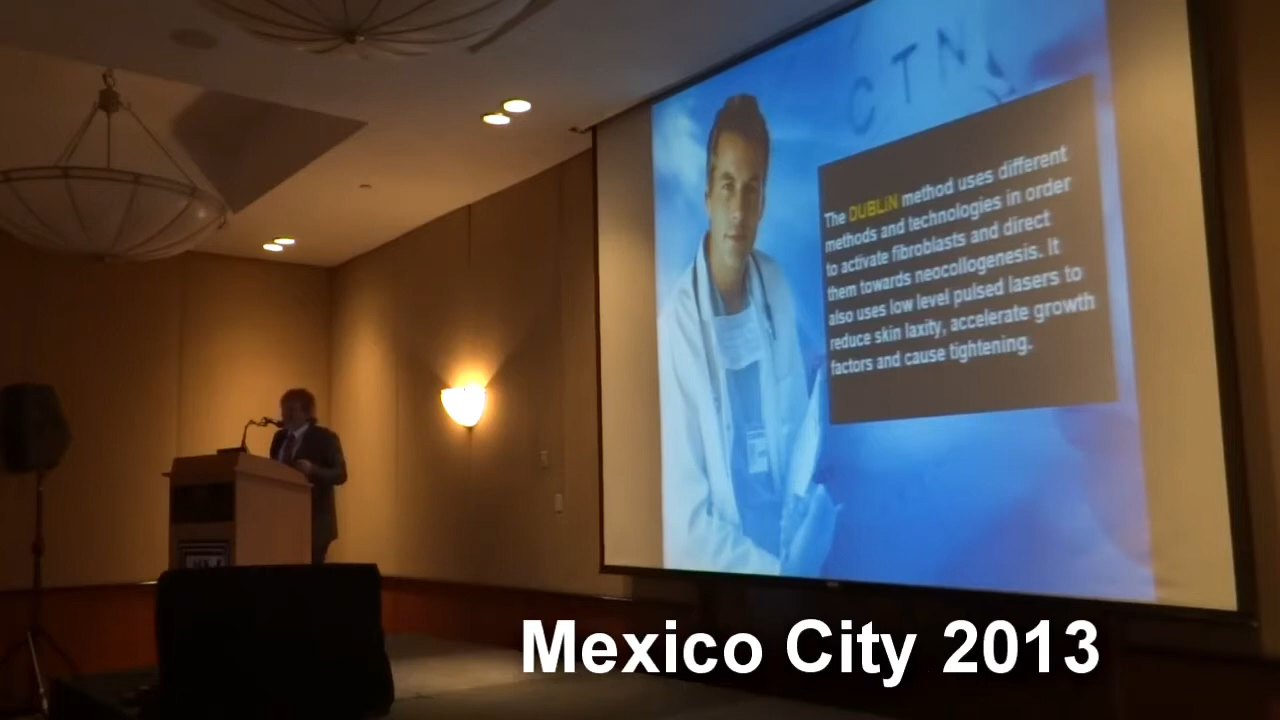 The DUBLIN method uses different
methods and technologies in order
to activate fibroblasts and direct
them towards neocollogenesis. It
also uses low level pulsed lasers to
reduce skin laxity, accelerate growth
factors and cause tightening.
Mexico City 2013